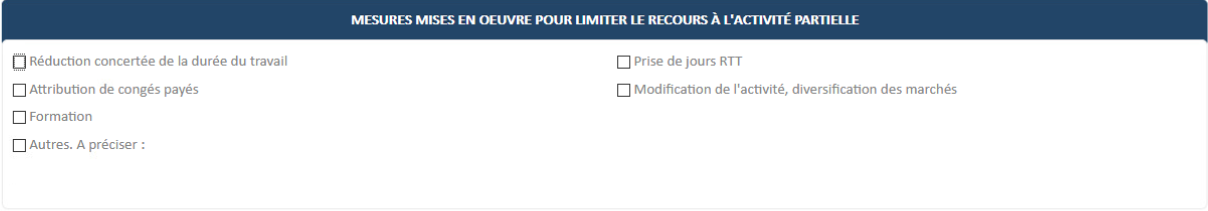 MESURES MISES EN OEUVRE POUR LIMITER LE RECOURS À L'ACTIVITÉ PARTIELLE
Réduction concertée de la durée du travail
Prise de jours RTT
Attribution de congés payés
Modification de l'activité, diversification des marchés
Formation
Autres. A préciser :